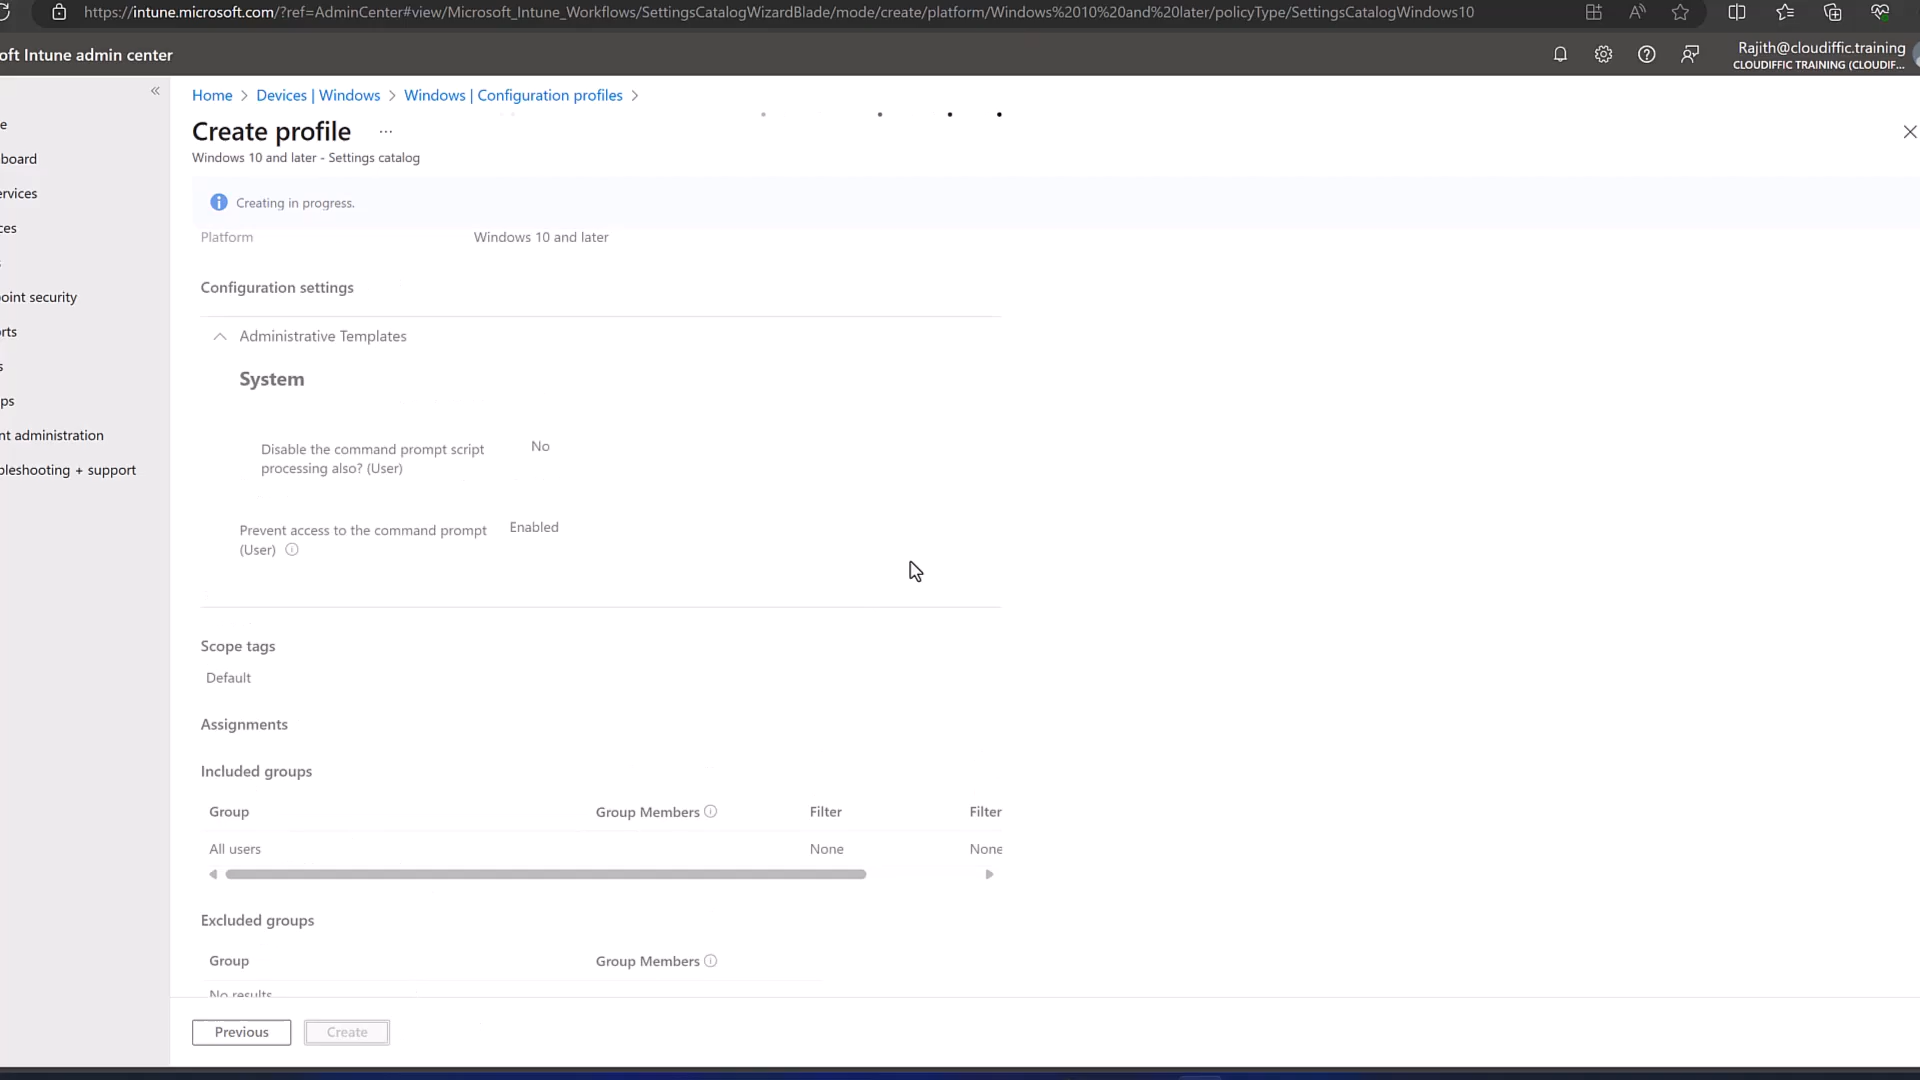 https://intune.microsoft.com/?ref=AdminCenter#view/Microsoft_Intune_Workflows/SettingsCatalogWizardBlade/mode/create/platform/Windows%2010%20and%20later/policyType/SettingsCatalogWindows10
oft Intune admin center
Rajith@cloudiffic.training
CLOUDIFFIC TRAINING (CLOUDIF...
«
Home > Devices | Windows > Windows | Configuration profiles >
e
board
ervices
ces
s
point security
rts
s
ps
nt administration
bleshooting + support
Create profile ...
Windows 10 and later - Settings catalog
Creating in progress.
Platform Windows 10 and later
Configuration settings
Administrative Templates
System
Disable the command prompt script
processing also? (User)
No
Prevent access to the command prompt
(User)
Enabled
Scope tags
Default
Assignments
Included groups
Group Group Members Filter Filter
All users None None
Excluded groups
Group Group Members
No results
Previous Create